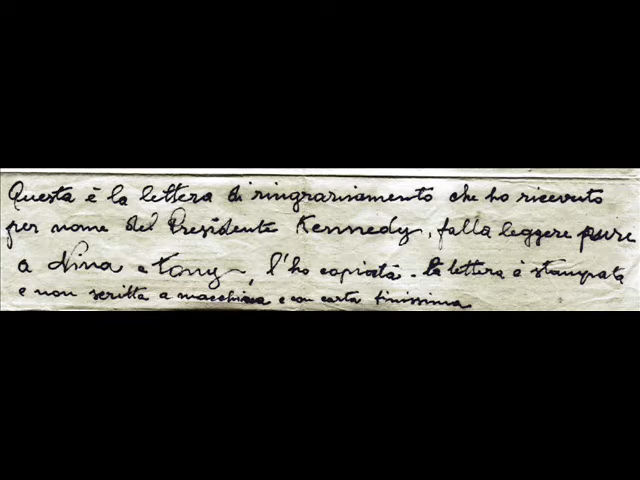 Questa è la lettera di ringraziamento che ho ricevuto
per nome del Presidente Kennedy, falla leggere pure
a Nina e Tony, l'ho copiata - la lettera è stampata
e non scritta a macchina e con carta finissima